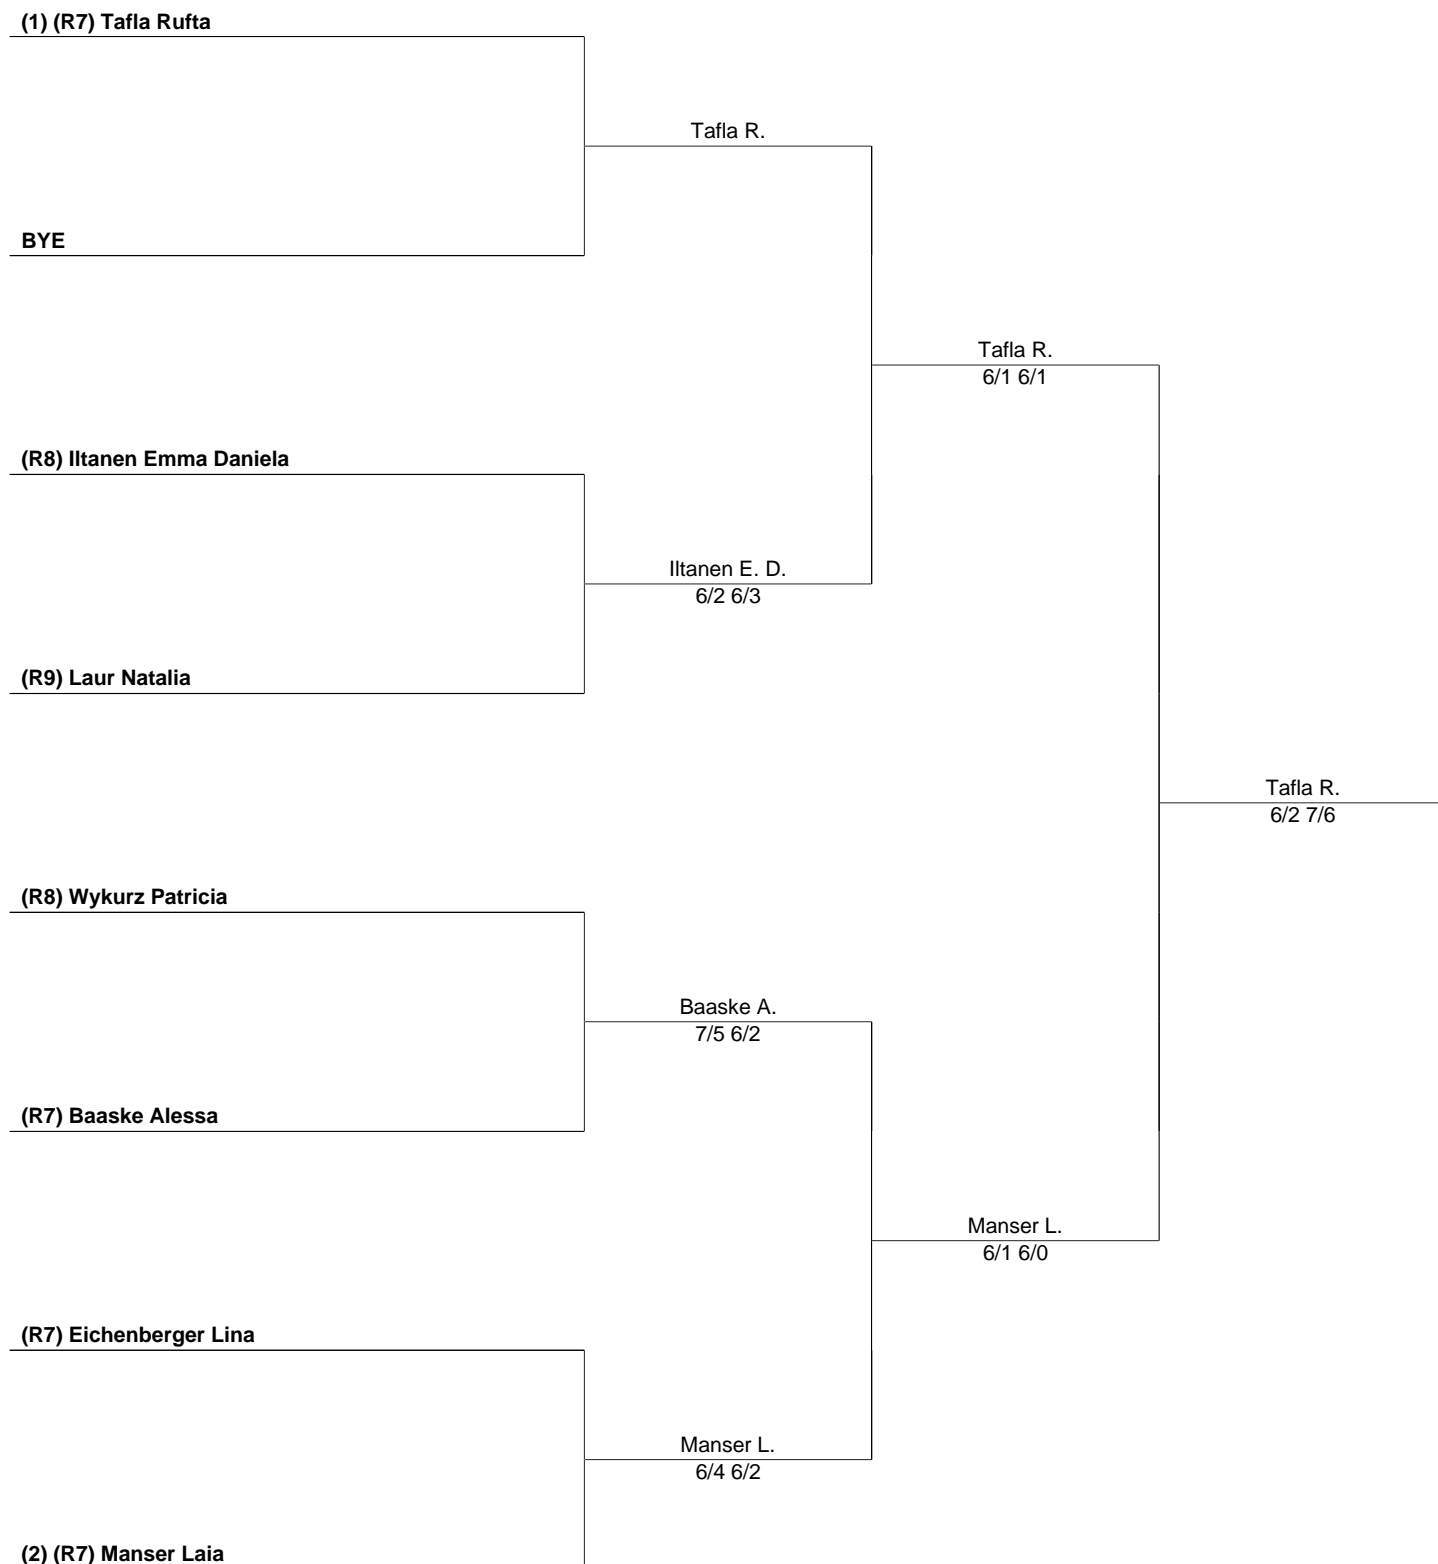 (1) (R7) Tafla Rufta
Tafla R.
BYE
Tafla R.
6/1 6/1
(R8) Iltanen Emma Daniela
Iltanen E. D.
6/2 6/3
(R9) Laur Natalia
Tafla R.
6/2 7/6
(R8) Wykurz Patricia
Baaske A.
7/5 6/2
(R7) Baaske Alessa
Manser L.
6/1 6/0
(R7) Eichenberger Lina
Manser L.
6/4 6/2
(2) (R7) Manser Laia